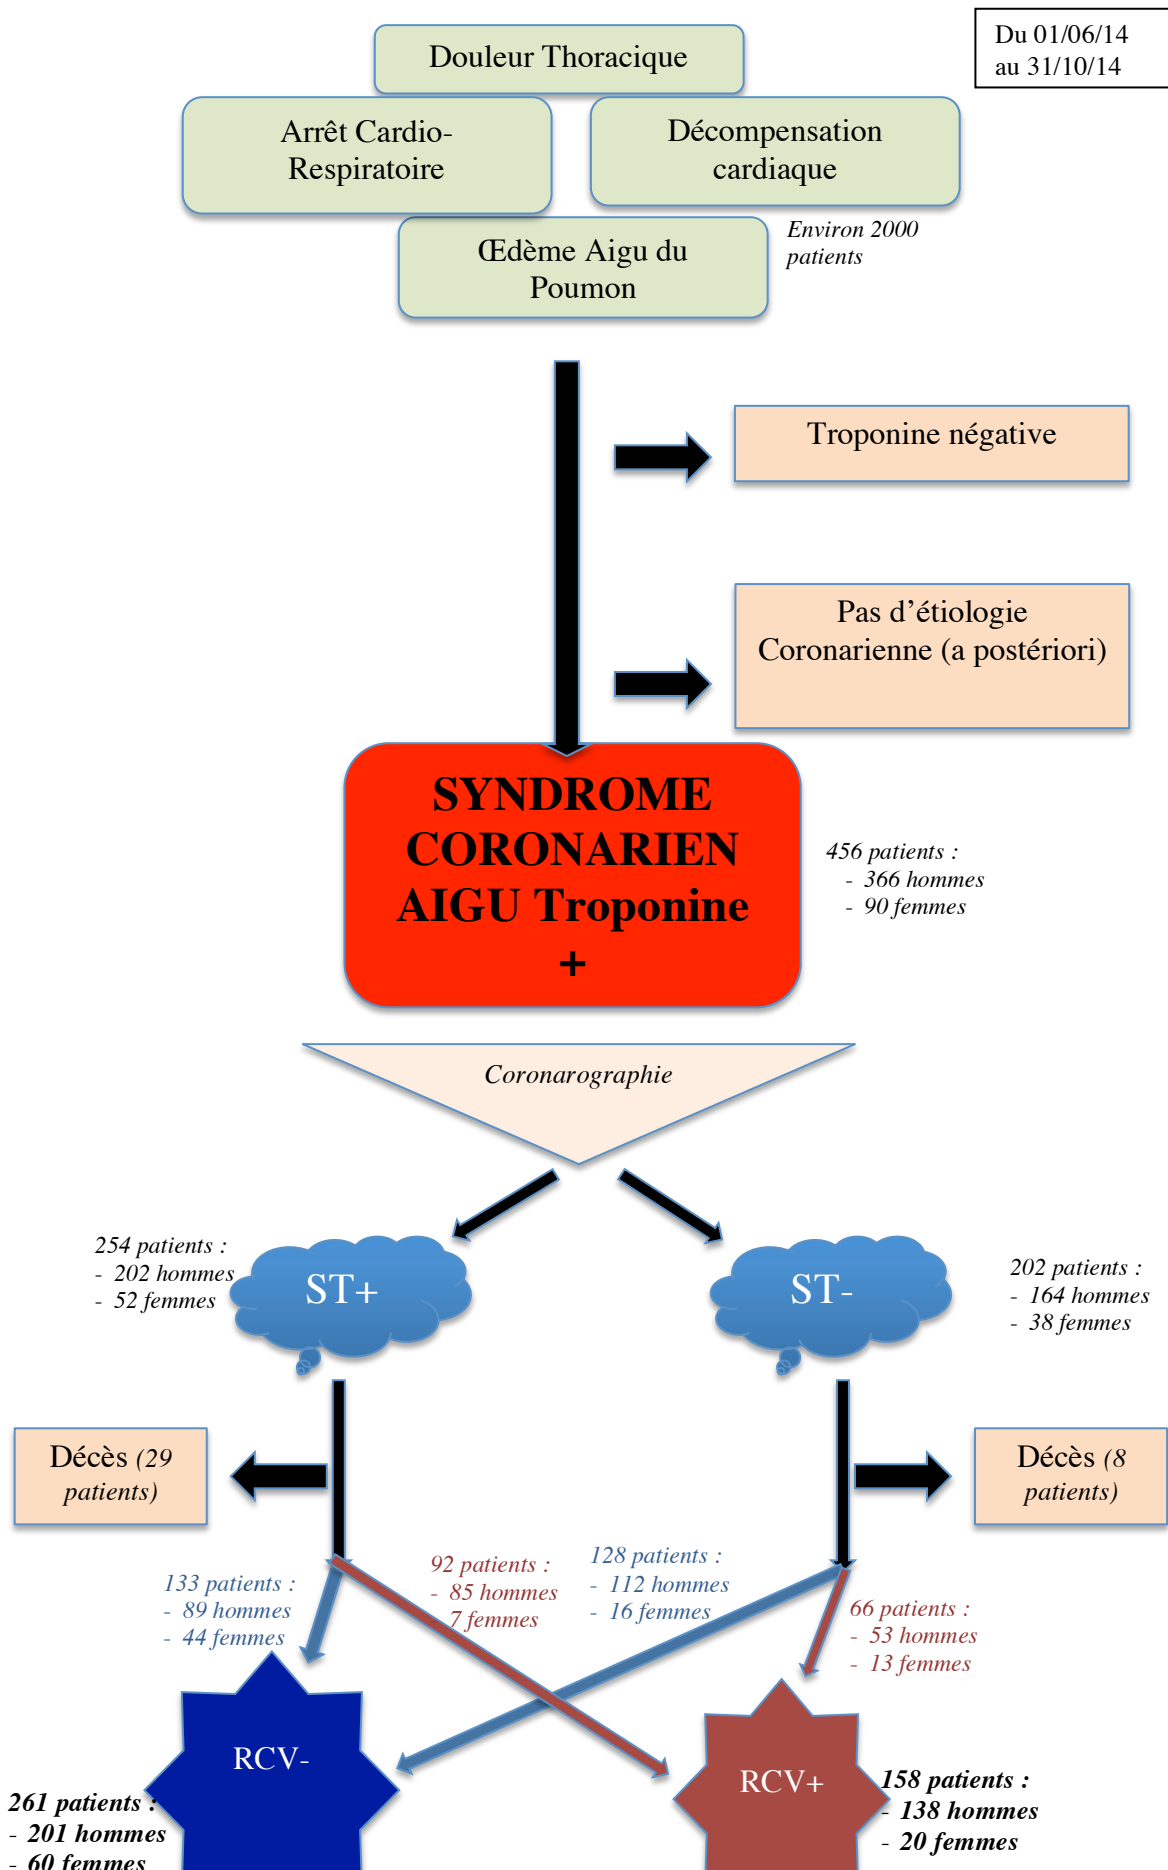 Du 01/06/14
au 31/10/14
Douleur Thoracique
Arrêt Cardio-
Respiratoire
Décompensation
cardiaque
Œdème Aigu du
Poumon
Environ 2000
patients
Troponine négative
Pas d’étiologie
Coronarienne (a postériori)
SYNDROME
CORONARIEN
AIGU Troponine
+
456 patients :
- 366 hommes
- 90 femmes
Coronarographie
254 patients :
- 202 hommes
- 52 femmes
ST+
ST-
202 patients :
- 164 hommes
- 38 femmes
Décès (29
patients)
Décès (8
patients)
133 patients :
- 89 hommes
- 44 femmes
92 patients :
- 85 hommes
7 femmes
128 patients :
- 112 hommes
- 16 femmes
66 patients :
- 53 hommes
- 13 femmes
RCV-
RCV+
261 patients :
- 201 hommes
- 60 femmes
158 patients :
- 138 hommes
- 20 femmes